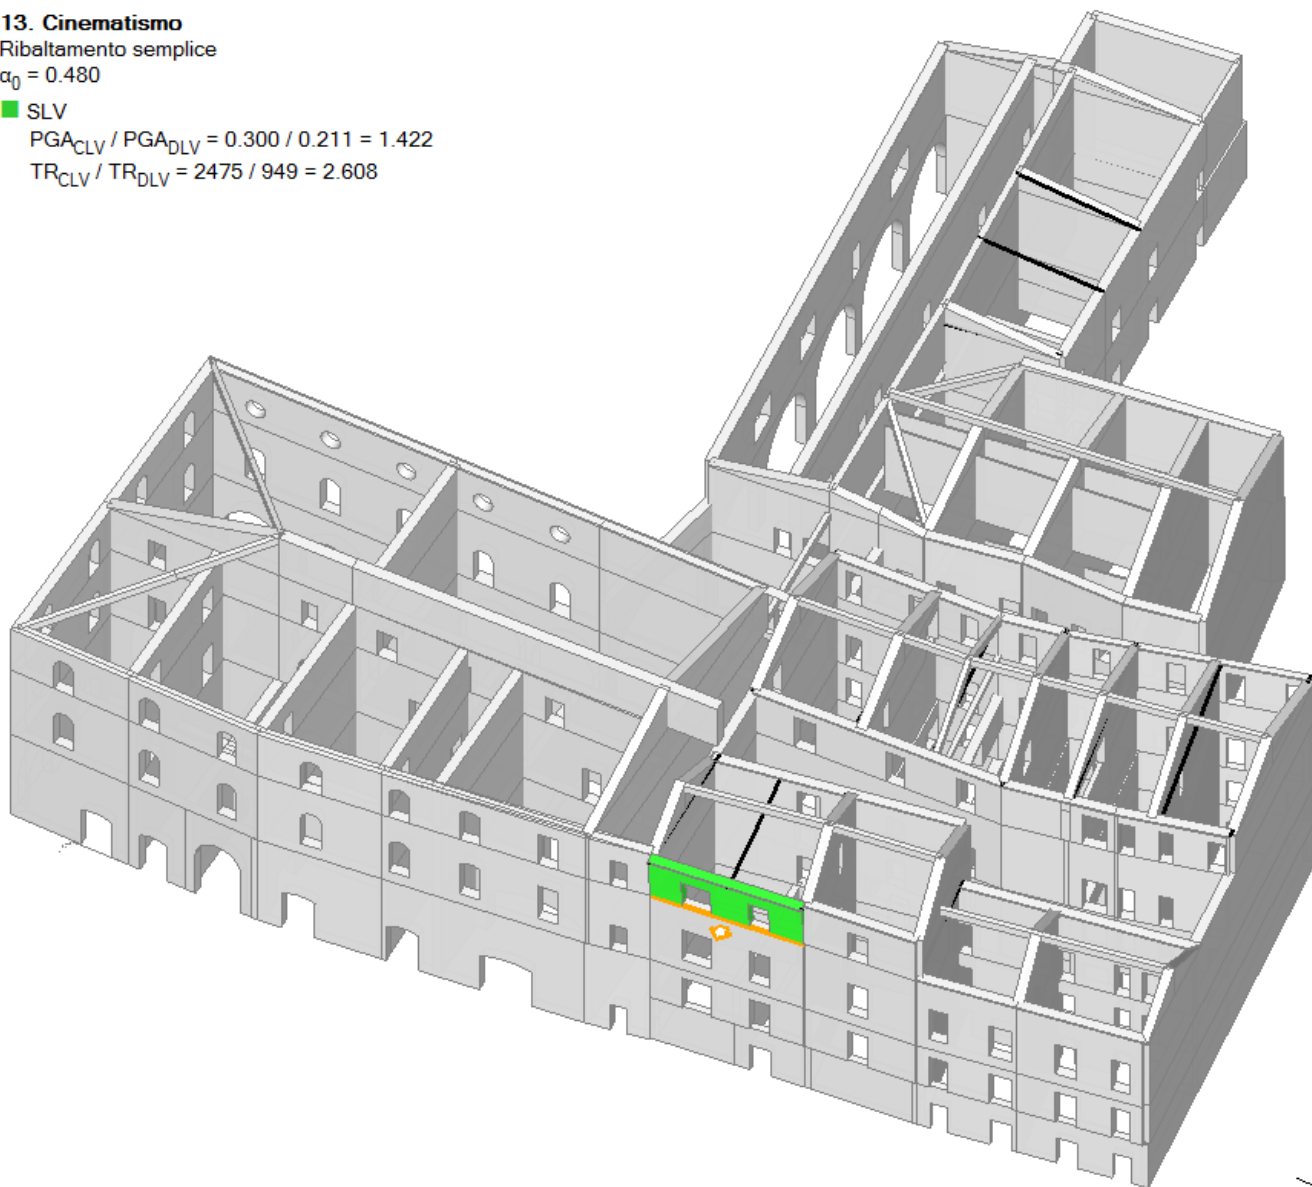 13. Cinematismo
Ribaltamento semplice
α0 = 0.480
SLV
PGACLV / PGADLV = 0.300 / 0.211 = 1.422
TRCLV / TRDLV = 2475 / 949 = 2.608